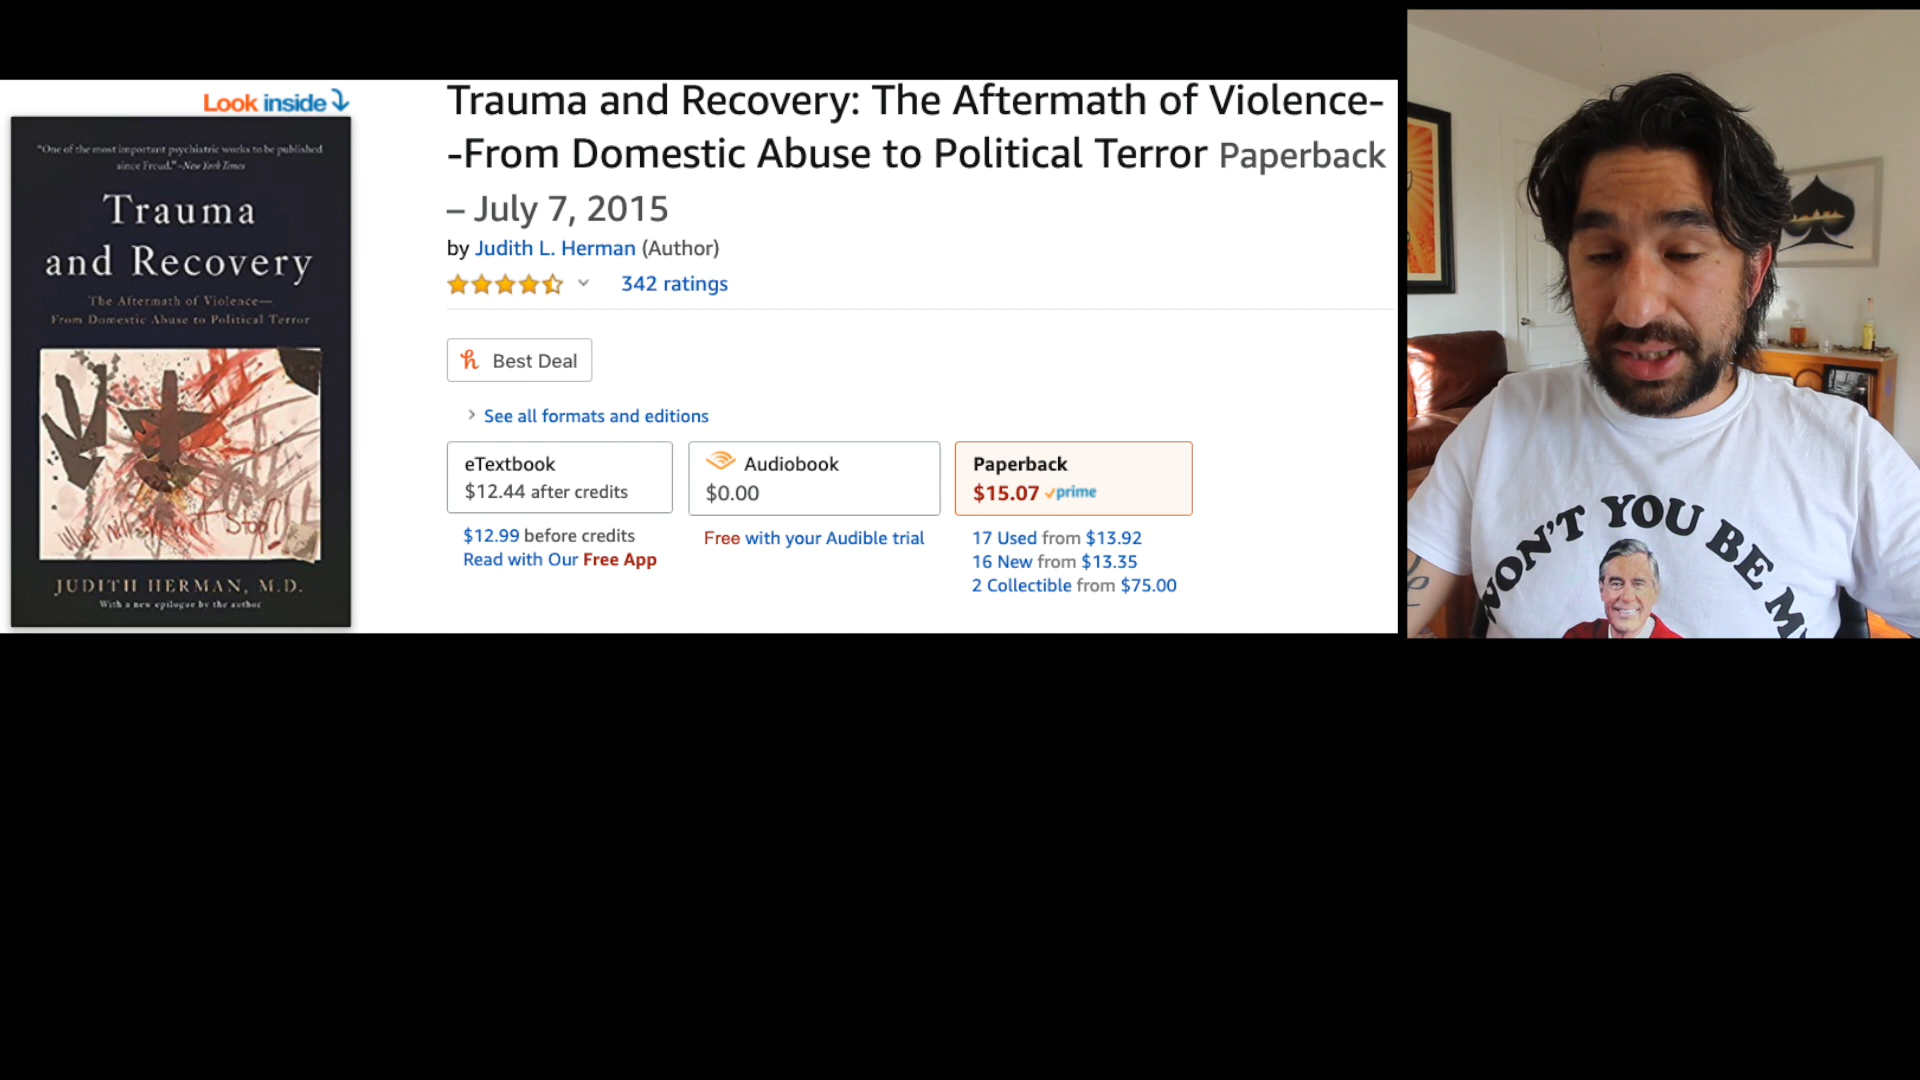 Look inside
"One of the most important psychiatric works to be published
since Freud." –New York Times
Trauma
and Recovery
The Aftermath of Violence—
From Domestic Abuse to Political Terror
Stop?
JUDITH HERMAN, M.D.
With a new epilogue by the author
Trauma and Recovery: The Aftermath of Violence-
-From Domestic Abuse to Political Terror Paperback
– July 7, 2015
by Judith L. Herman (Author)
342 ratings
Best Deal
See all formats and editions
eTextbook
$12.44 after credits
$12.99 before credits
Read with Our Free App
Audiobook
$0.00
Free with your Audible trial
Paperback
$15.07 prime
17 Used from $13.92
16 New from $13.35
2 Collectible from $75.00
WON'T YOU BE MY